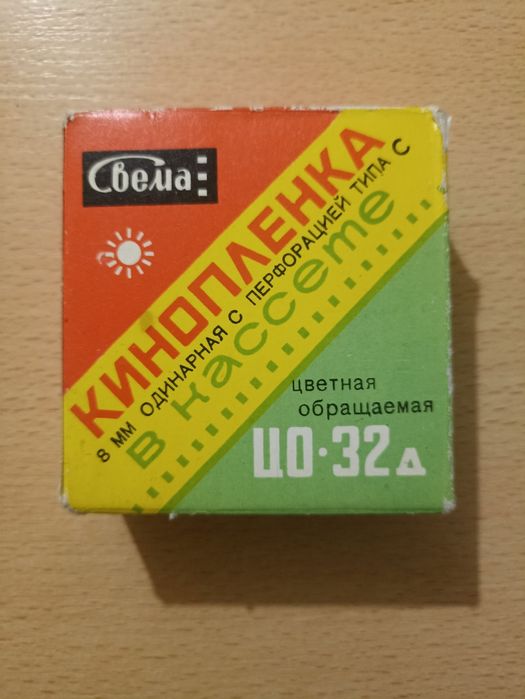 Свема
КИНОПЛЕНКА
8 ММ ОДИНАРНАЯ С ПЕРФОРАЦИЕЙ ТИПА С
в кассете
цветная
обращаемая
ЦО·32Д